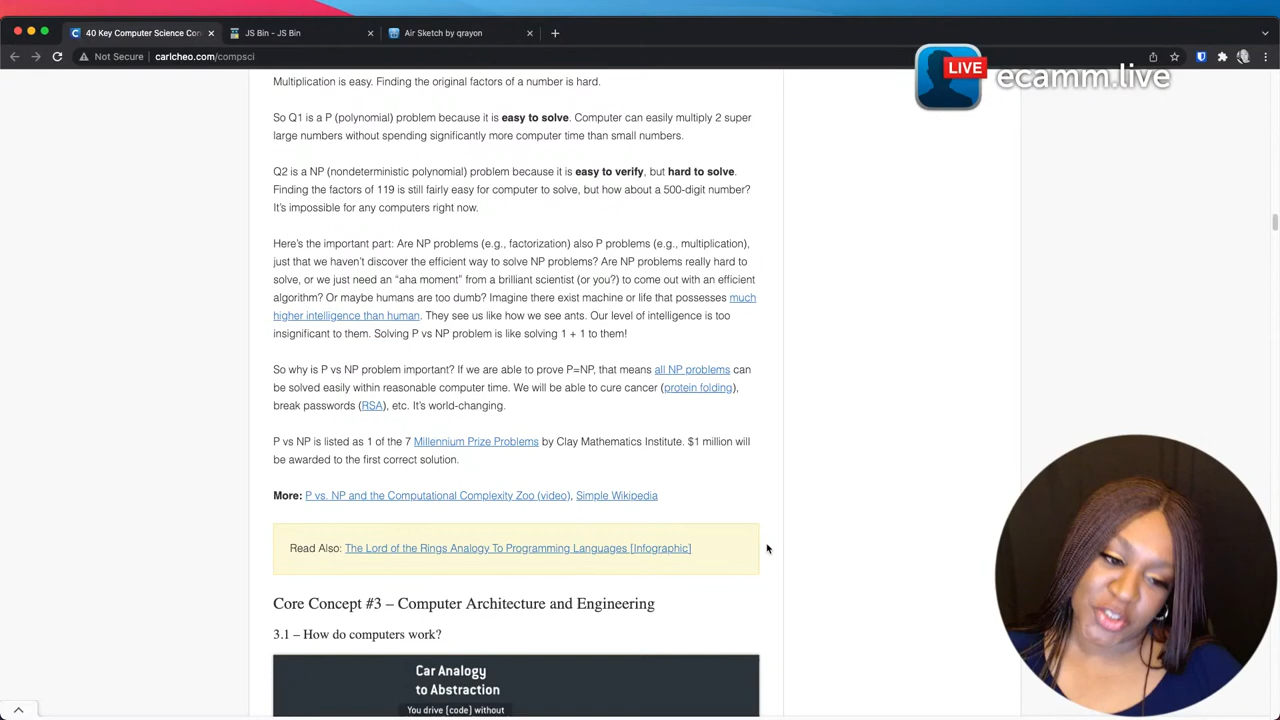 40 Key Computer Science Con
JS Bin - JS Bin
Air Sketch by qrayon
Not Secure
carlcheo.com/compsci
LIVE
ecamm.live
Multiplication is easy. Finding the original factors of a number is hard.
So Q1 is a P (polynomial) problem because it is easy to solve. Computer can easily multiply 2 super
large numbers without spending significantly more computer time than small numbers.
Q2 is a NP (nondeterministic polynomial) problem because it is easy to verify, but hard to solve.
Finding the factors of 119 is still fairly easy for computer to solve, but how about a 500-digit number?
It's impossible for any computers right now.
Here's the important part: Are NP problems (e.g., factorization) also P problems (e.g., multiplication),
just that we haven't discover the efficient way to solve NP problems? Are NP problems really hard to
solve, or we just need an “aha moment” from a brilliant scientist (or you?) to come out with an efficient
algorithm? Or maybe humans are too dumb? Imagine there exist machine or life that possesses much
higher intelligence than human. They see us like how we see ants. Our level of intelligence is too
insignificant to them. Solving P vs NP problem is like solving 1 + 1 to them!
So why is P vs NP problem important? If we are able to prove P=NP, that means all NP problems can
be solved easily within reasonable computer time. We will be able to cure cancer (protein folding),
break passwords (RSA), etc. It's world-changing.
P vs NP is listed as 1 of the 7 Millennium Prize Problems by Clay Mathematics Institute. $1 million will
be awarded to the first correct solution.
More: P vs. NP and the Computational Complexity Zoo (video), Simple Wikipedia
Read Also: The Lord of the Rings Analogy To Programming Languages [Infographic]
Core Concept #3 – Computer Architecture and Engineering
3.1 – How do computers work?
Car Analogy
to Abstraction
You drive (code) without